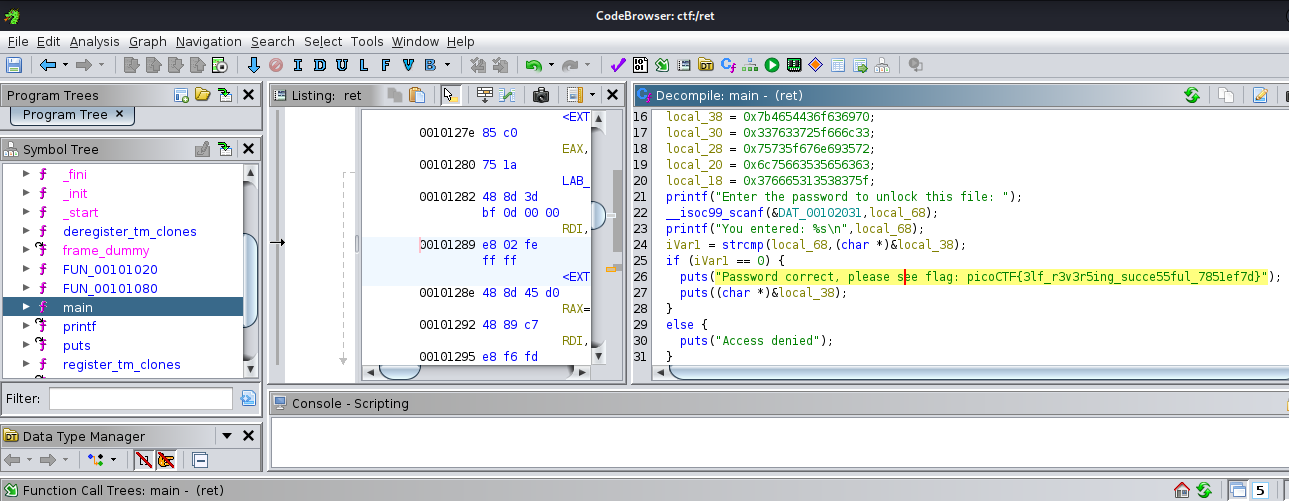 CodeBrowser: ctf:/ret
File Edit Analysis Graph Navigation Search Select Tools Window Help
I D U L F V B
Program Trees
Program Tree ×
Symbol Tree
f _fini
f _init
f _start
f deregister_tm_clones
f frame_dummy
f FUN_00101020
f FUN_00101080
f main
f printf
f puts
f register_tm_clones
Filter:
Data Type Manager
Listing: ret
<EXT
0010127e 85 c0
EAX,
00101280 75 1a
LAB_
00101282 48 8d 3d
bf 0d 00 00
RDI,
00101289 e8 02 fe
ff ff
<EXT
0010128e 48 8d 45 d0
RAX=
00101292 48 89 c7
RDI,
00101295 e8 f6 fd
Decompile: main - (ret)
16 local_38 = 0x7b4654436f636970;
17 local_30 = 0x337633725f666c33;
18 local_28 = 0x75735f676e693572;
19 local_20 = 0x6c75663535656363;
20 local_18 = 0x376665313538375f;
21 printf("Enter the password to unlock this file: ");
22 __isoc99_scanf(&DAT_00102031,local_68);
23 printf("You entered: %s\n",local_68);
24 iVar1 = strcmp(local_68,(char *)&local_38);
25 if (iVar1 == 0) {
26 puts("Password correct, please see flag: picoCTF{3lf_r3v3r5ing_succe55ful_7851ef7d}");
27 puts((char *)&local_38);
28 }
29 else {
30 puts("Access denied");
31 }
Console - Scripting
Function Call Trees: main - (ret)
5